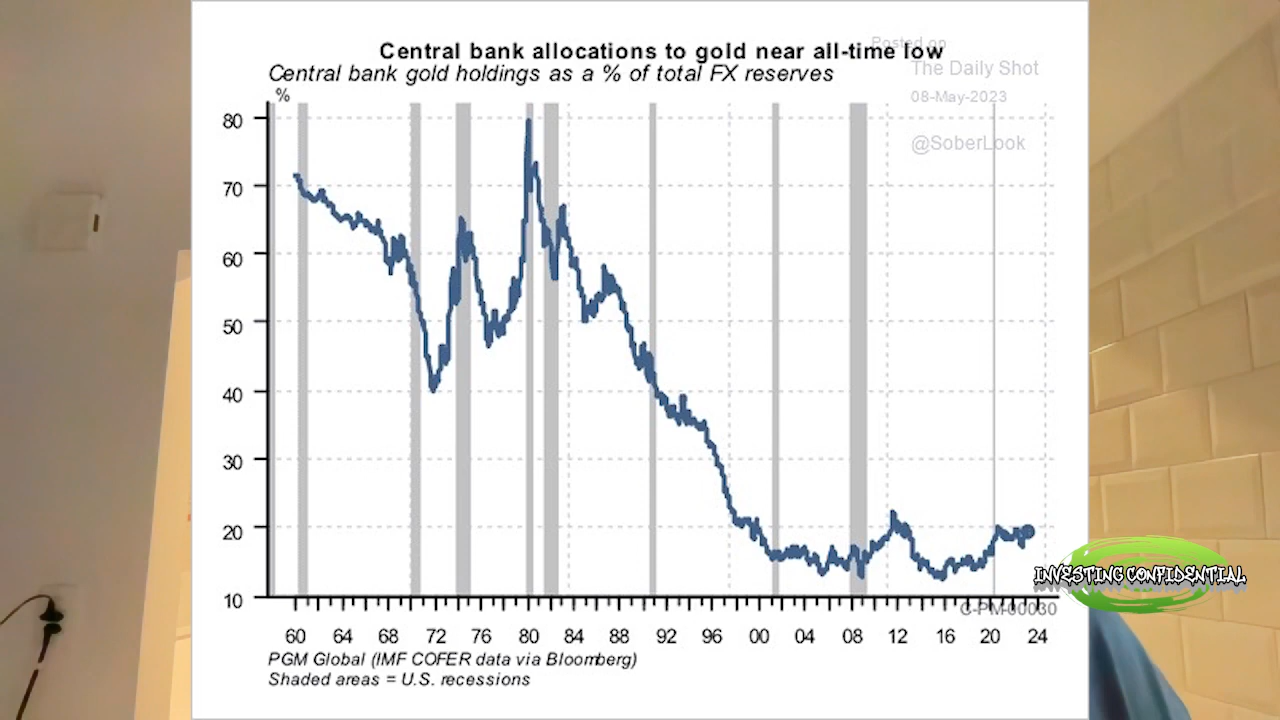 Posted on
Central bank allocations to gold near all-time low
Central bank gold holdings as a % of total FX reserves
The Daily Shot
08-May-2023
@SoberLook
%
80
70
60
50
40
30
20
10
60 64 68 72 76 80 84 88 92 96 00 04 08 12 16 20 24
C-PM-00030
PGM Global (IMF COFER data via Bloomberg)
Shaded areas = U.S. recessions
INVESTING CONFIDENTIAL